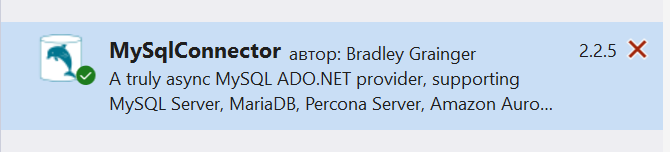 MySqlConnector автор: Bradley Grainger 2.2.5
A truly async MySQL ADO.NET provider, supporting
MySQL Server, MariaDB, Percona Server, Amazon Auro...